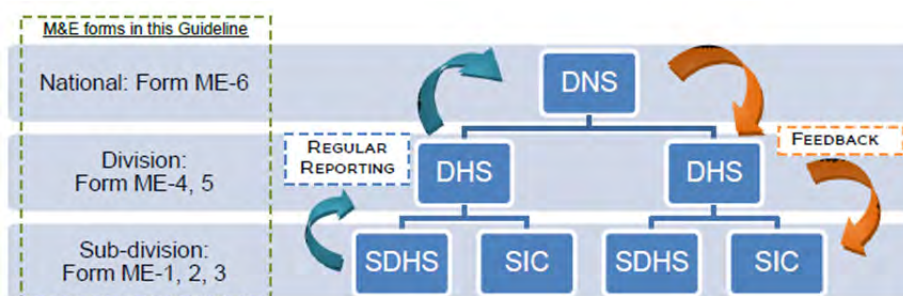 M&E forms in this Guideline
National: Form ME-6
DNS
Division:
Form ME-4, 5
REGULAR
REPORTING
DHS
DHS
FEEDBACK
Sub-division:
Form ME-1, 2, 3
SDHS
SIC
SDHS
SIC